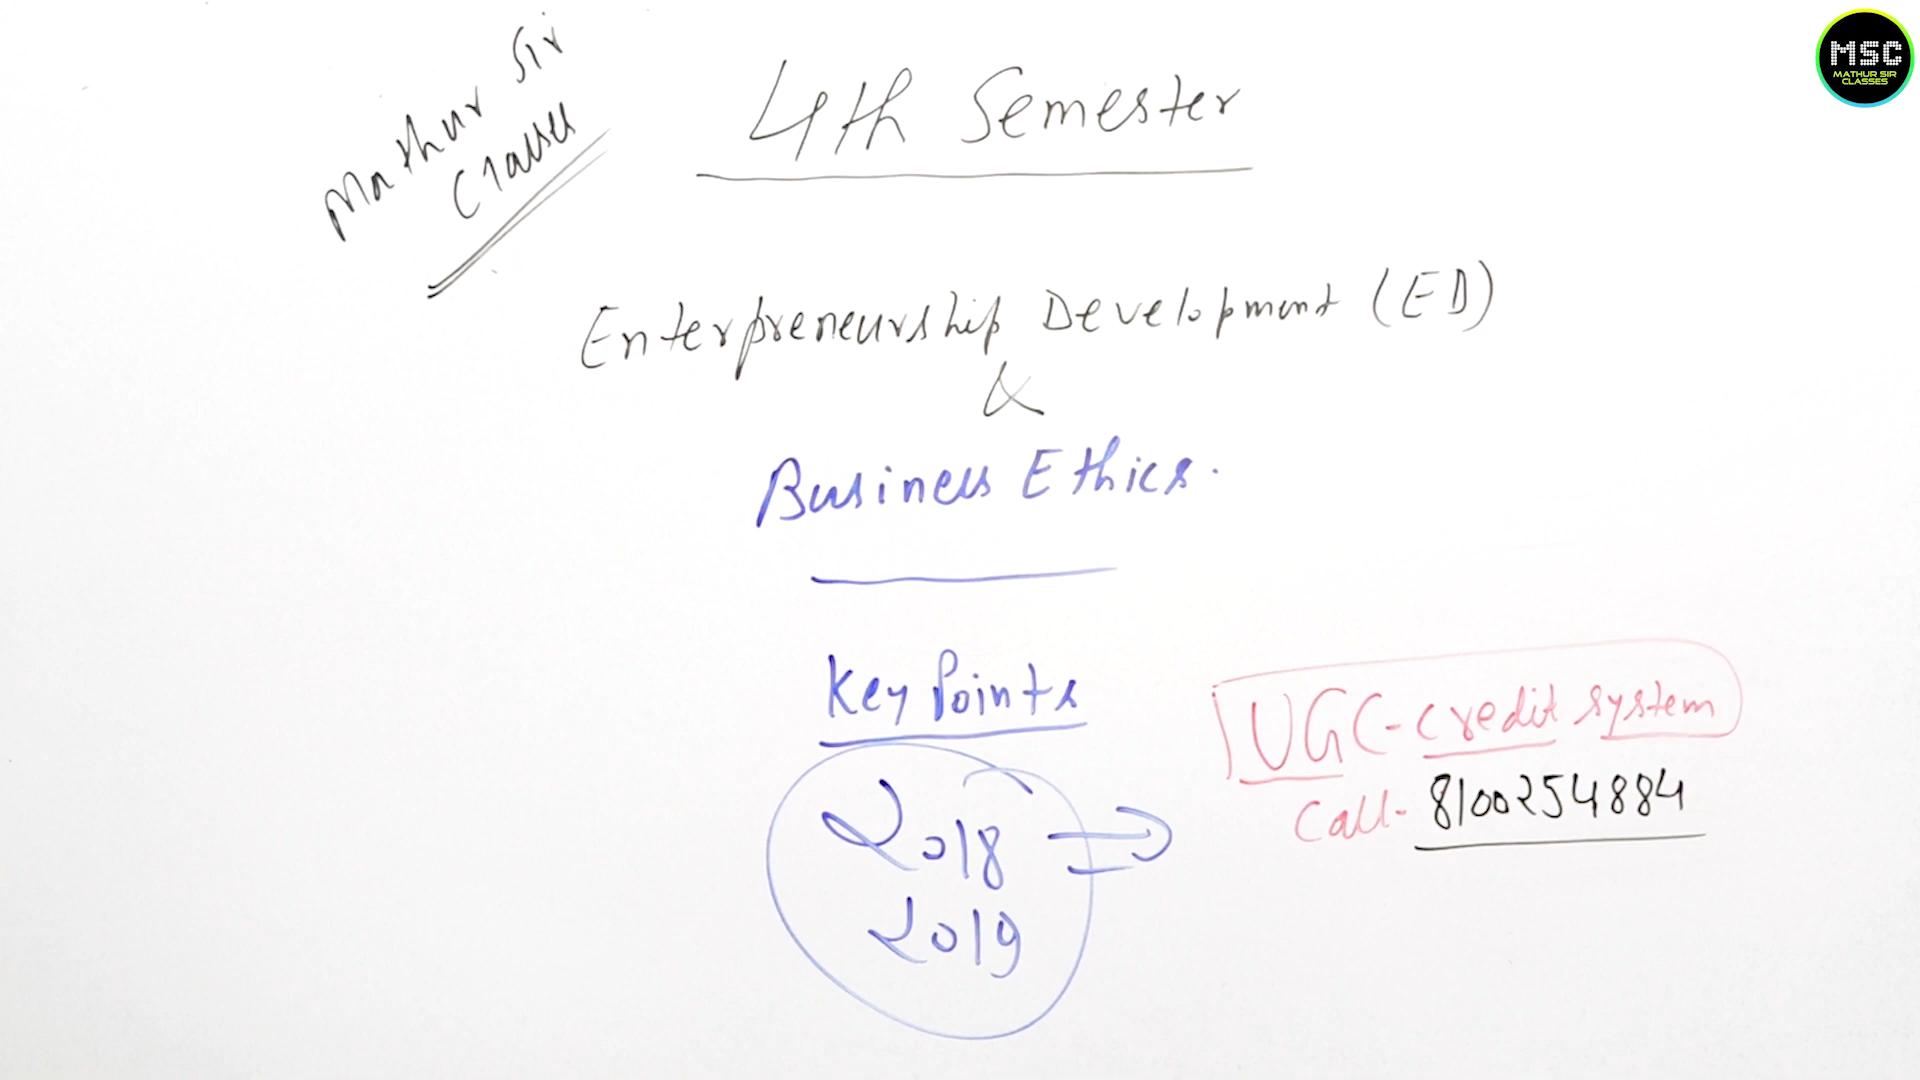 Mathur Sir
Classes
4th Semester
Enterpreneurship Development (ED)
&
Business Ethics.
Key Points
2018
2019
UGC-credit system
Call- 8100254884
MSC
MATHUR SIR
CLASSES